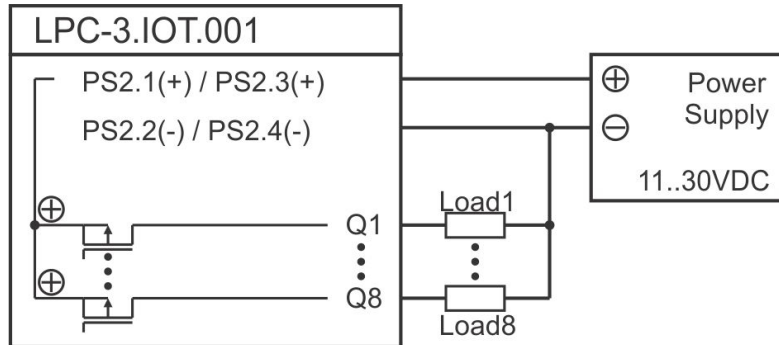 LPC-3.IOT.001
PS2.1(+) / PS2.3(+)
PS2.2(-) / PS2.4(-)
Power
Supply
11..30VDC
Load1
Q1
Q8
Load8